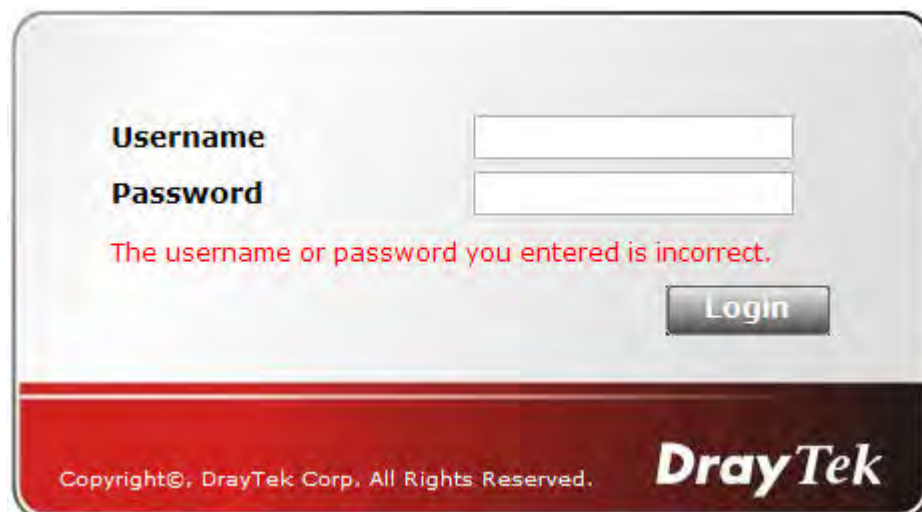 Username
Password
The username or password you entered is incorrect.
Login
Copyright©, DrayTek Corp. All Rights Reserved.
DrayTek